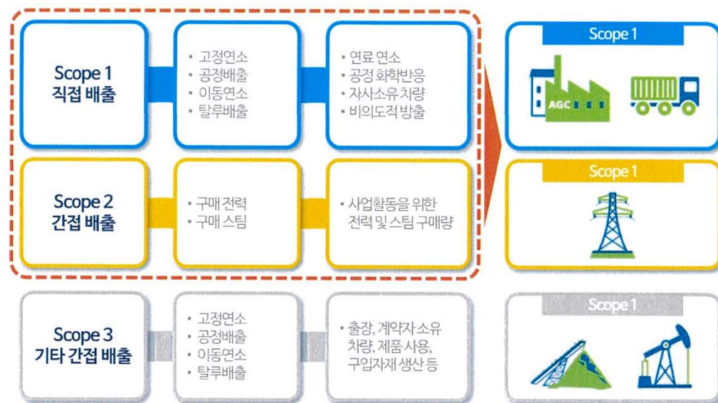 Scope 1
직접 배출
• 고정연소
• 공정배출
• 이동연소
• 탈루배출
• 연료 연소
• 공정 화학반응
• 자사소유 차량
• 비의도적 방출
Scope 1
AGC
Scope 2
간접 배출
• 구매 전력
• 구매 스팀
• 사업활동을 위한
전력 및 스팀 구매량
Scope 1
Scope 3
기타 간접 배출
• 고정연소
• 공정배출
• 이동연소
• 탈루배출
• 출장, 계약자 소유
차량, 제품 사용,
구입자재 생산 등
Scope 1